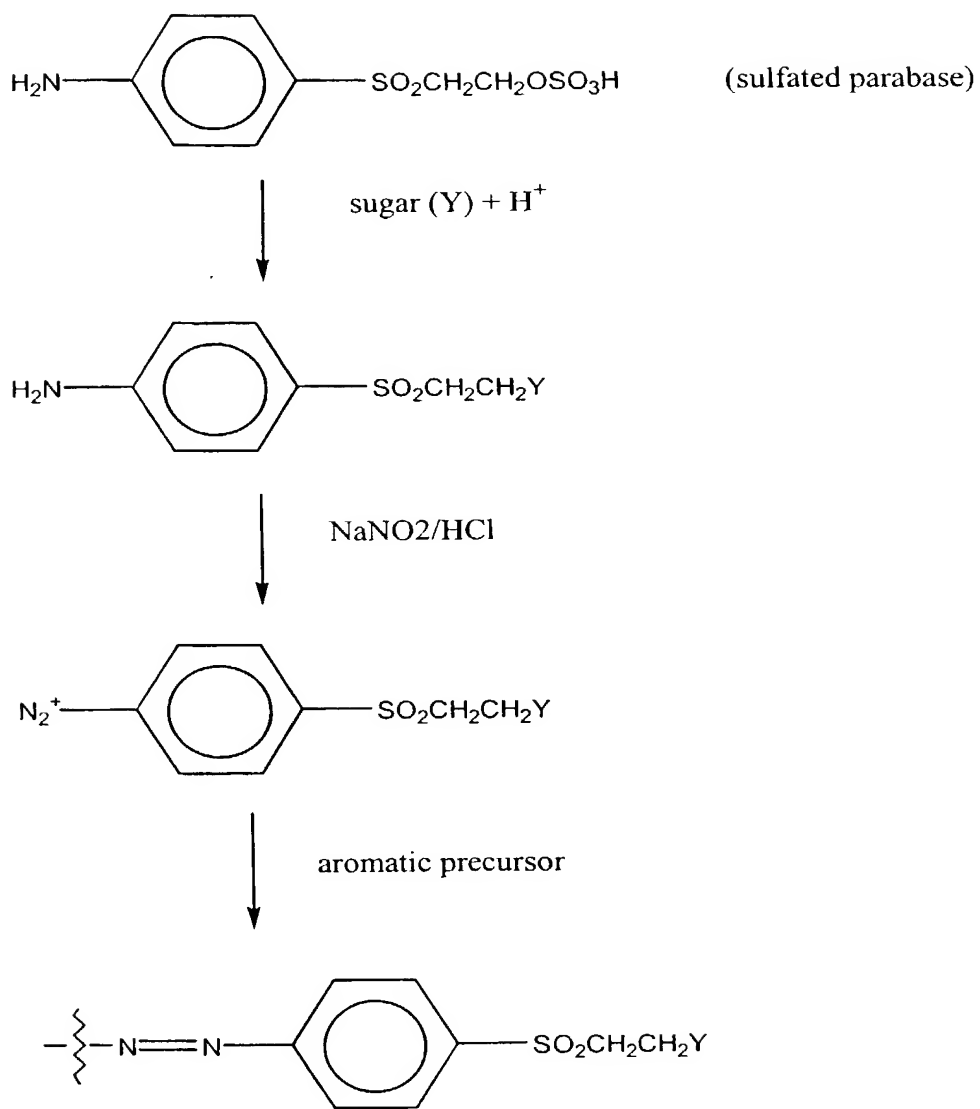 H₂N SO₂CH₂CH₂OSO₃H (sulfated parabase)
sugar (Y) + H⁺
H₂N SO₂CH₂CH₂Y
NaNO2/HCl
N₂⁺ SO₂CH₂CH₂Y
aromatic precursor
N N SO₂CH₂CH₂Y